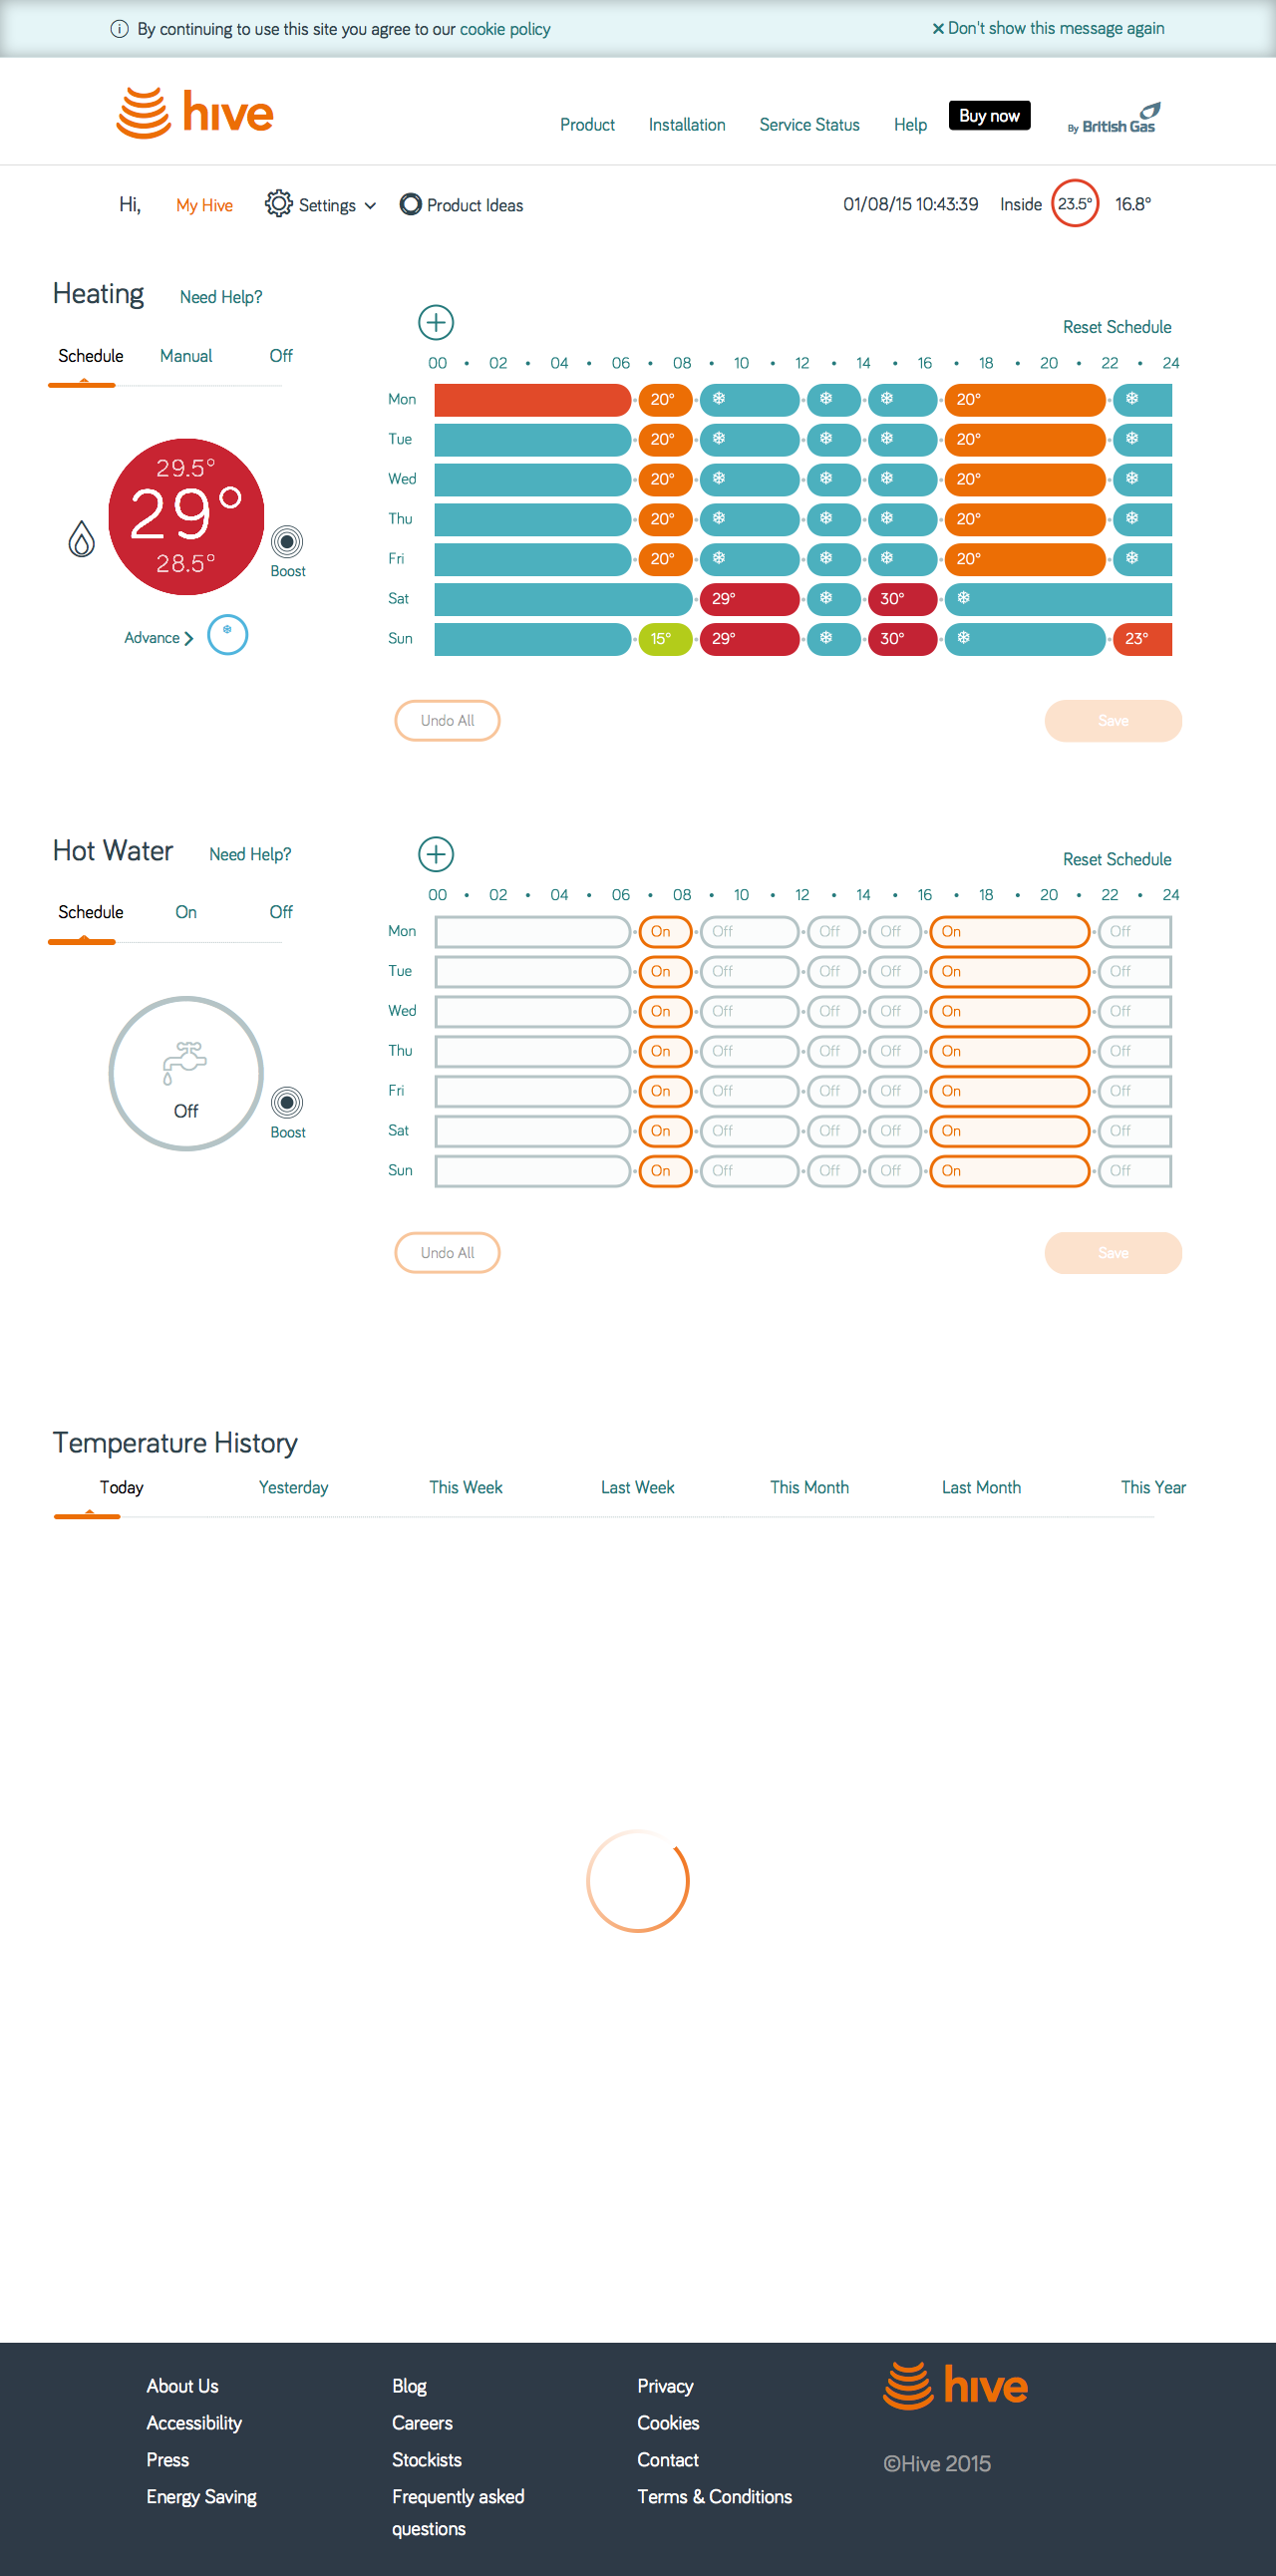 By continuing to use this site you agree to our cookie policy
Don't show this message again
hive
Product Installation Service Status Help Buy now By British Gas
Hi, My Hive Settings Product Ideas 01/08/15 10:43:39 Inside 23.5° 16.8°
Heating Need Help?
Reset Schedule
Schedule Manual Off
00 • 02 • 04 • 06 • 08 • 10 • 12 • 14 • 16 • 18 • 20 • 22 • 24
Mon 20° 20°
Tue 20° 20°
Wed 20° 20°
Thu 20° 20°
Fri 20° 20°
Sat 29° 30°
Sun 15° 29° 30° 23°
29.5°
29°
28.5°
Boost
Advance
Undo All Save
Hot Water Need Help?
Reset Schedule
Schedule On Off
00 • 02 • 04 • 06 • 08 • 10 • 12 • 14 • 16 • 18 • 20 • 22 • 24
Mon On Off Off Off On Off
Tue On Off Off Off On Off
Wed On Off Off Off On Off
Thu On Off Off Off On Off
Fri On Off Off Off On Off
Sat On Off Off Off On Off
Sun On Off Off Off On Off
Off
Boost
Undo All Save
Temperature History
Today Yesterday This Week Last Week This Month Last Month This Year
About Us
Accessibility
Press
Energy Saving
Blog
Careers
Stockists
Frequently asked
questions
Privacy
Cookies
Contact
Terms & Conditions
hive
©Hive 2015